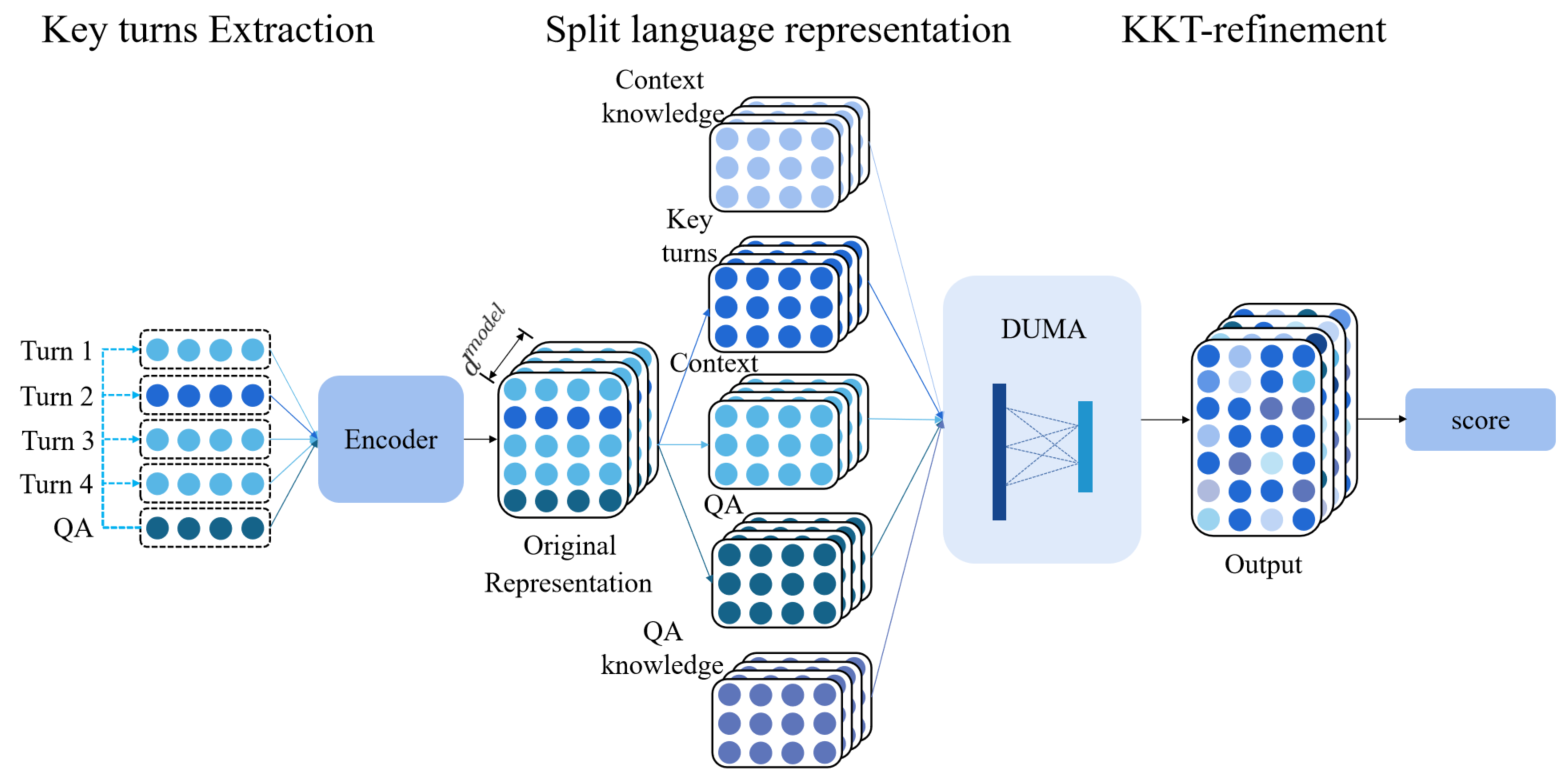 Key turns Extraction
Split language representation
KKT-refinement
Context
knowledge
Key
turns
Context
QA
QA
knowledge
Turn 1
Turn 2
Turn 3
Turn 4
QA
Encoder
d^model
Original
Representation
DUMA
Output
score